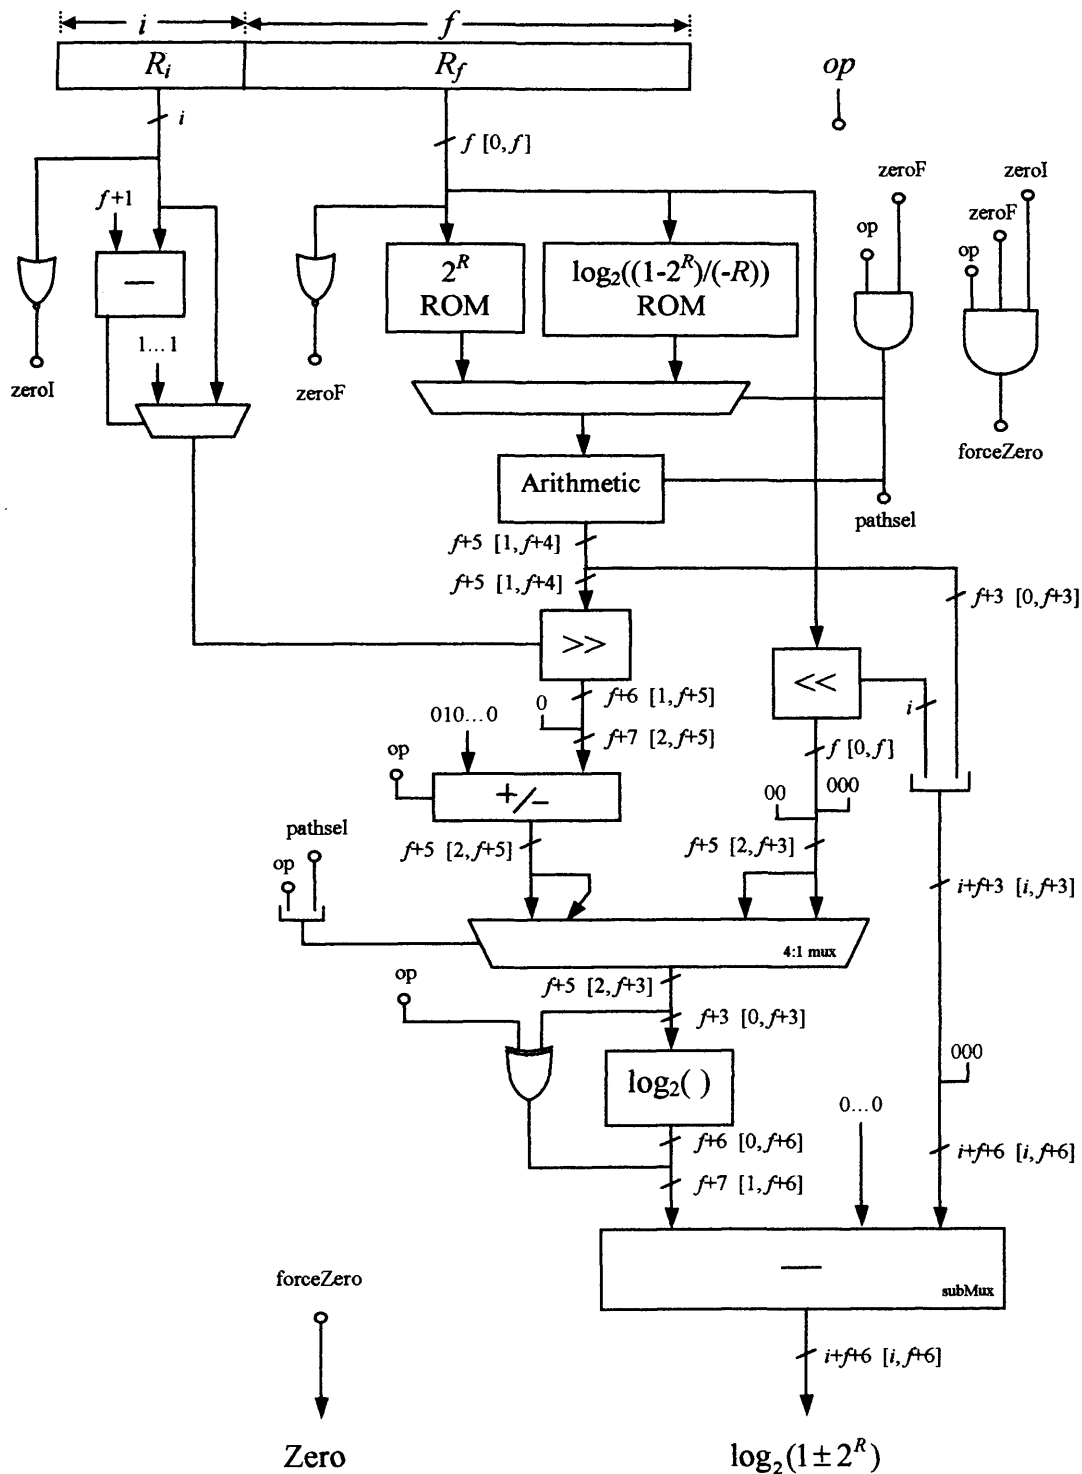 i f
R_i R_f op
i
f [0, f]
zeroF zeroI
zeroF
f+1 op op
− 2^R log₂((1-2^R)/(-R))
ROM ROM
1...1
zeroI zeroF
forceZero
Arithmetic
pathsel
f+5 [1, f+4]
f+5 [1, f+4] f+3 [0, f+3]
>>
<<
f+6 [1, f+5] i
010...0 0
f+7 [2, f+5] f [0, f]
op 00 000
+/−
pathsel f+5 [2, f+5] f+5 [2, f+3]
op i+f+3 [i, f+3]
4:1 mux
op f+5 [2, f+3]
f+3 [0, f+3]
000
log₂( )
0...0
f+6 [0, f+6] i+f+6 [i, f+6]
f+7 [1, f+6]
−
forceZero subMux
i+f+6 [i, f+6]
Zero log₂(1 ± 2^R)